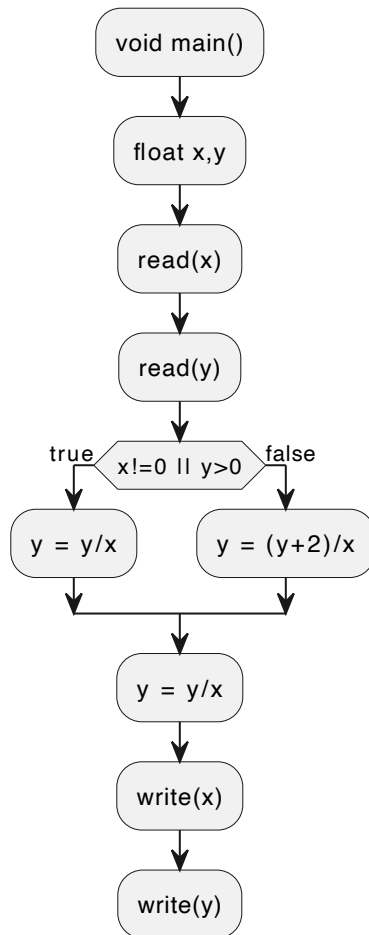 void main()
float x,y
read(x)
read(y)
true
x!=0 || y>0
false
y = y/x
y = (y+2)/x
y = y/x
write(x)
write(y)